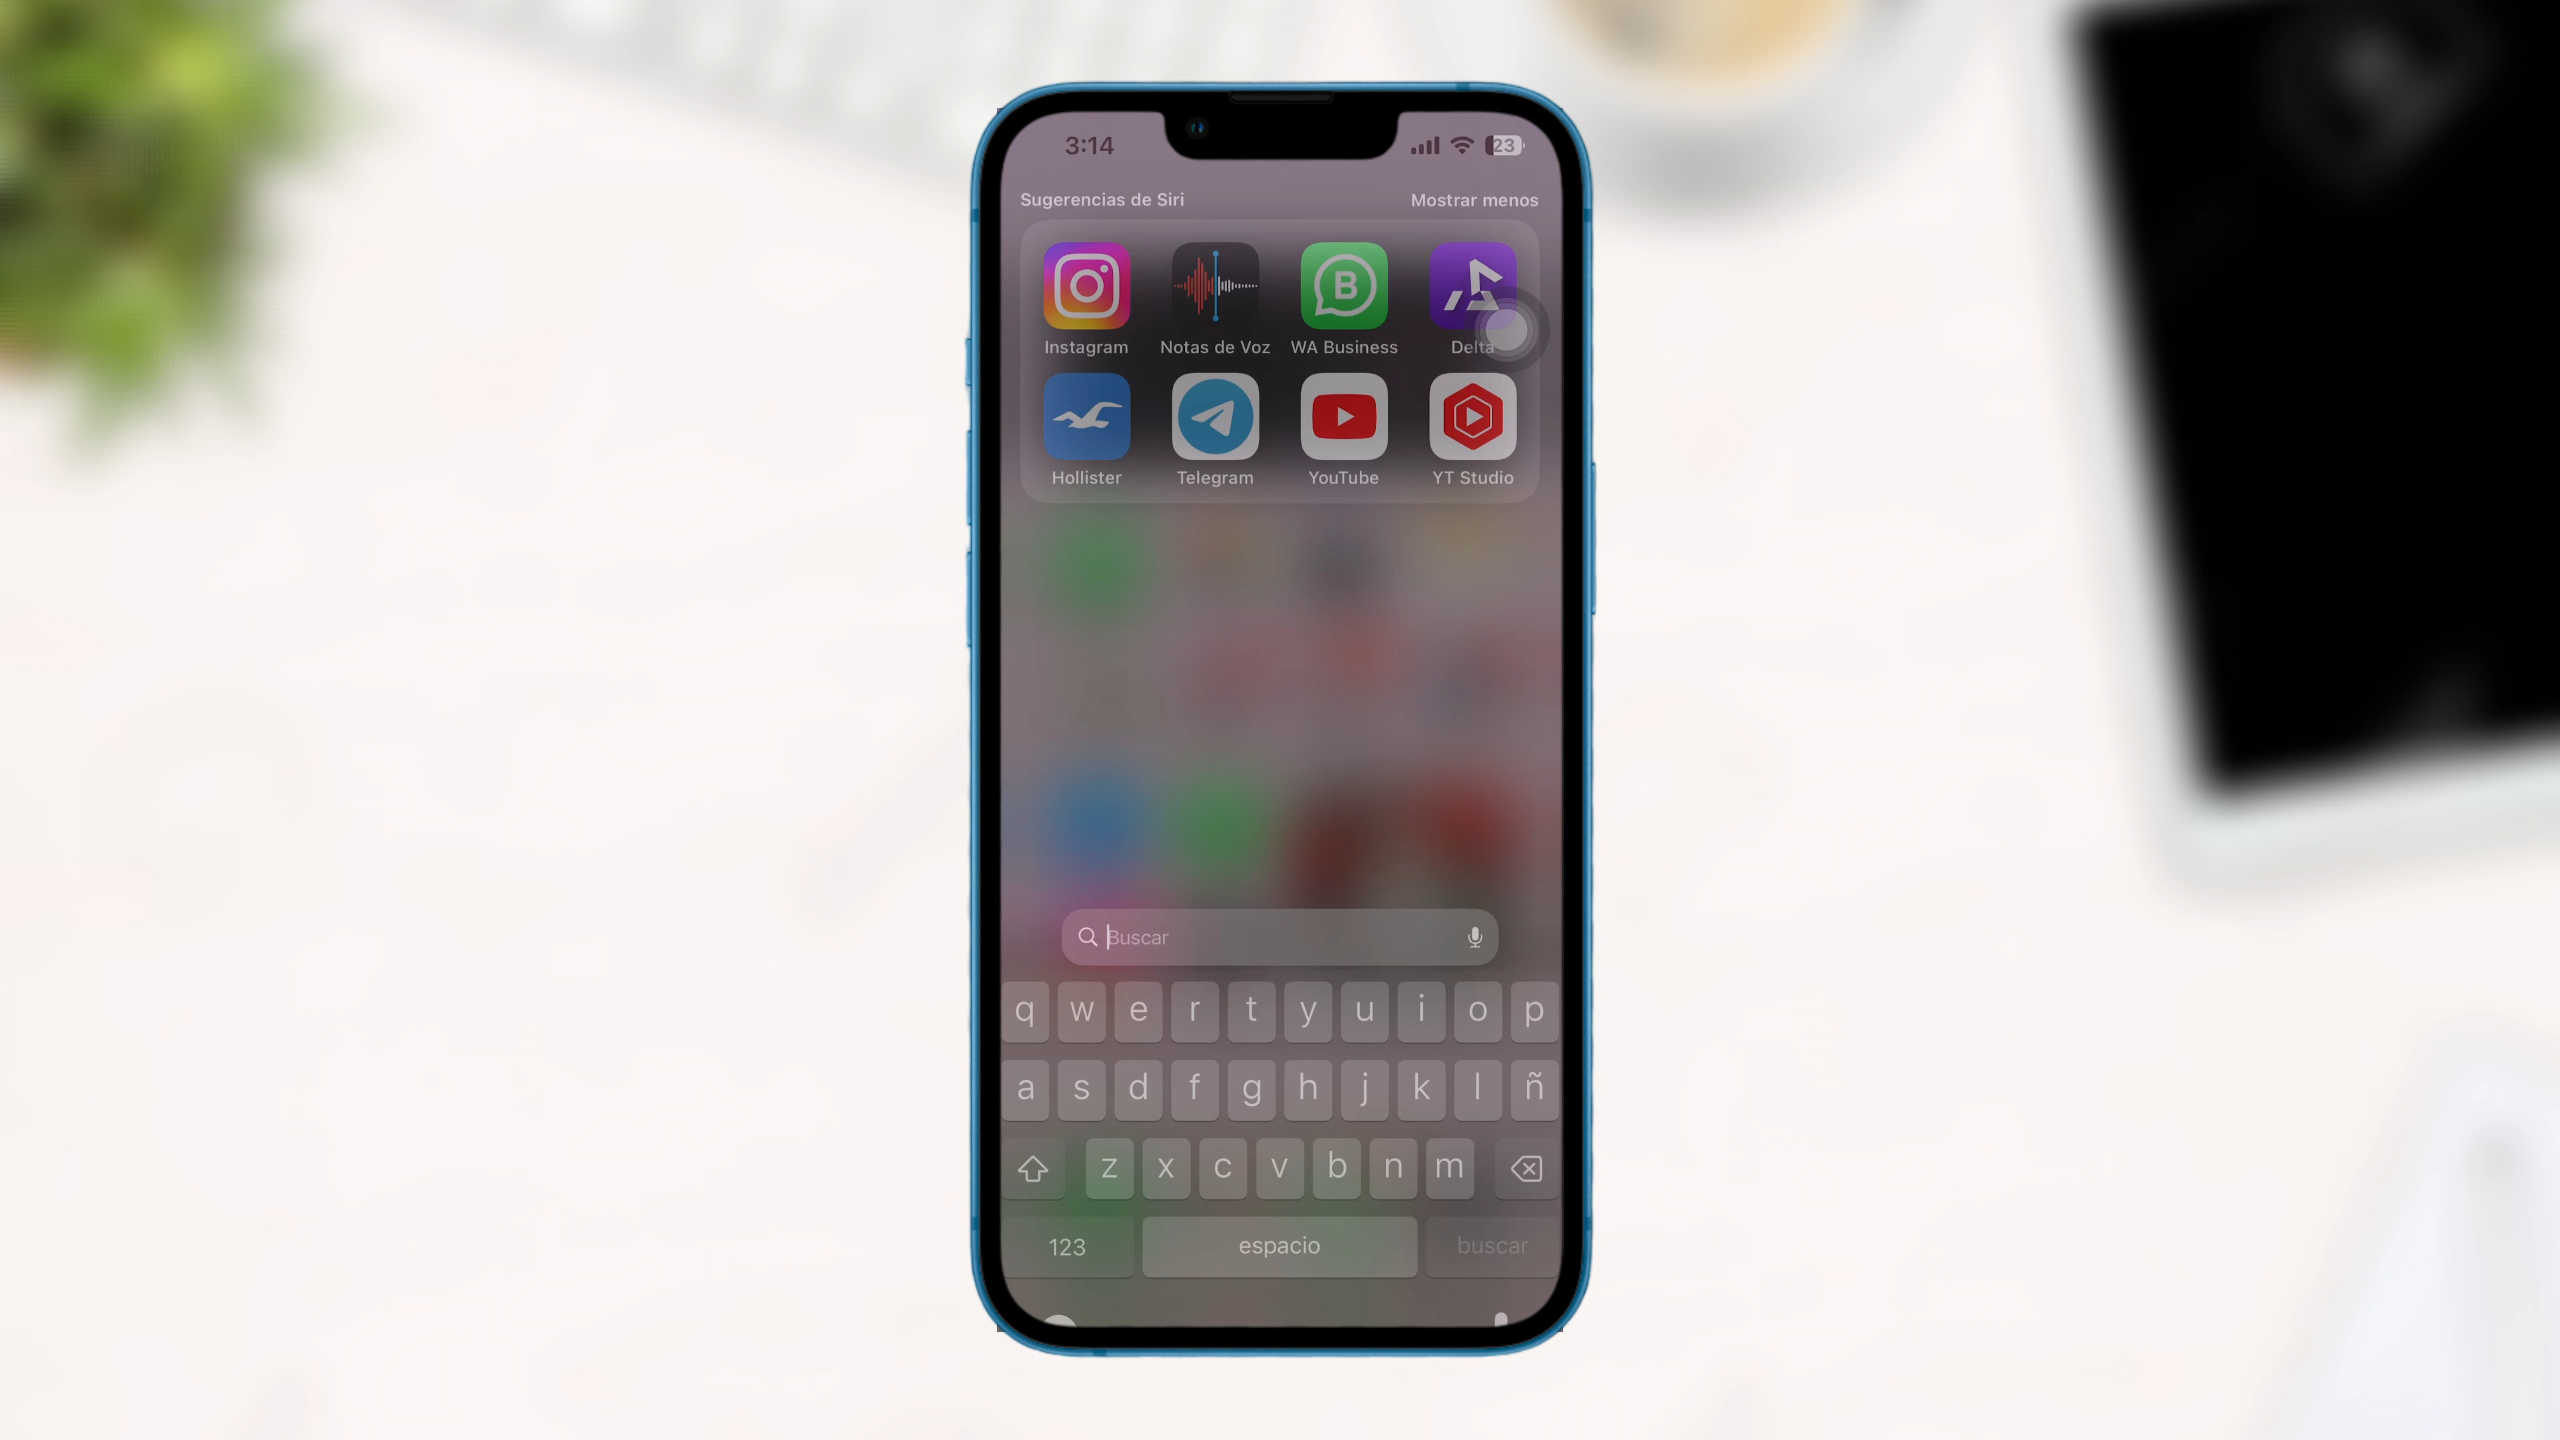 3:14
23
Sugerencias de Siri
Mostrar menos
Instagram
Notas de Voz
WA Business
Delta
Hollister
Telegram
YouTube
YT Studio
Buscar
q w e r t y u i o p
a s d f g h j k l ñ
z x c v b n m
123
espacio
buscar